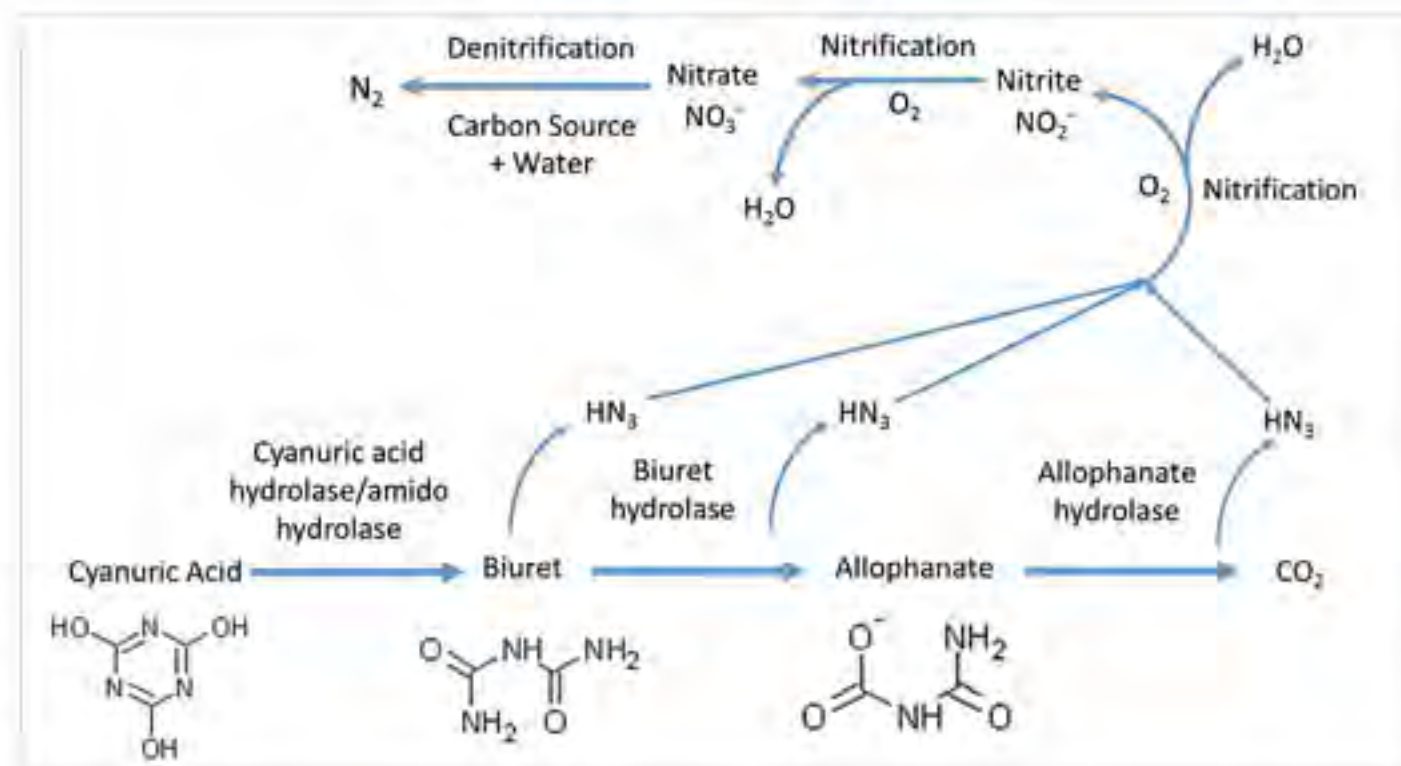 Denitrification
N₂
Carbon Source
+ Water
Nitrate
NO₃⁻
Nitrification
O₂
H₂O
Nitrite
NO₂⁻
H₂O
O₂
Nitrification
HN₃
HN₃
HN₃
Cyanuric acid
hydrolase/amido
hydrolase
Biuret
hydrolase
Allophanate
hydrolase
Cyanuric Acid
Biuret
Allophanate
CO₂
HO
N
OH
N
N
OH
O
NH
NH₂
NH₂
O
O⁻
NH₂
O
NH
O